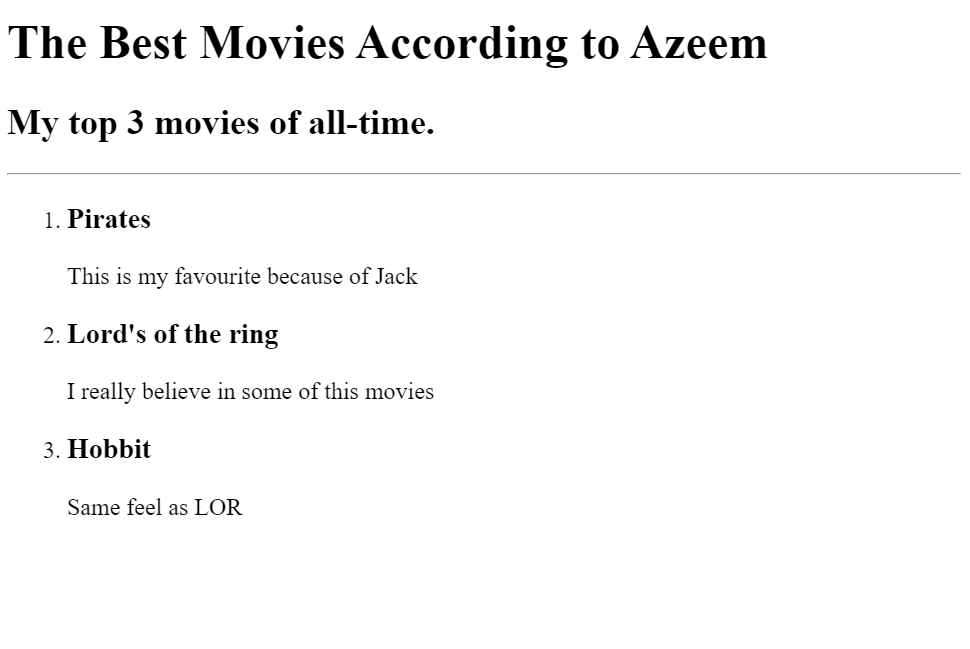 The Best Movies According to Azeem
My top 3 movies of all-time.
1. Pirates
This is my favourite because of Jack
2. Lord's of the ring
I really believe in some of this movies
3. Hobbit
Same feel as LOR